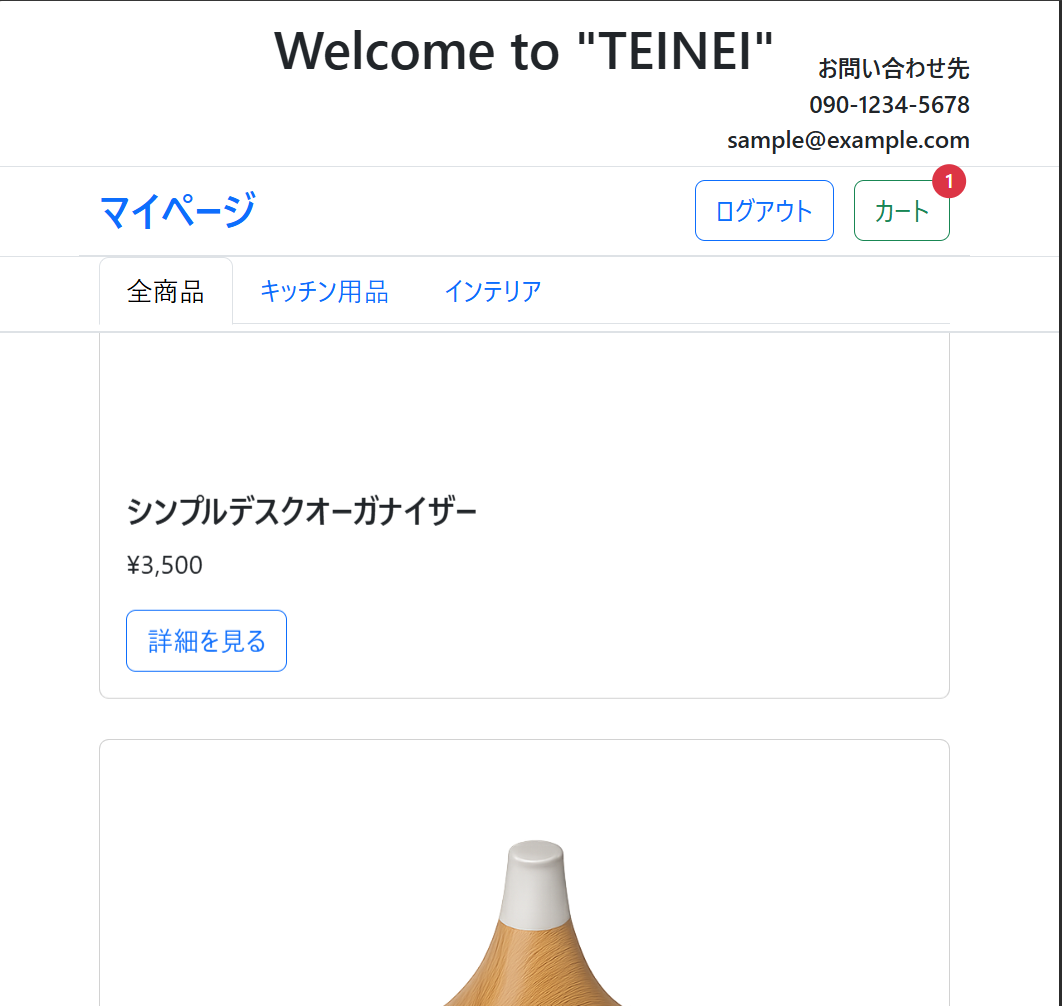 Welcome to "TEINEI"
お問い合わせ先
090-1234-5678
sample@example.com
マイページ
ログアウト
カート
1
全商品
キッチン用品
インテリア
シンプルデスクオーガナイザー
¥3,500
詳細を見る